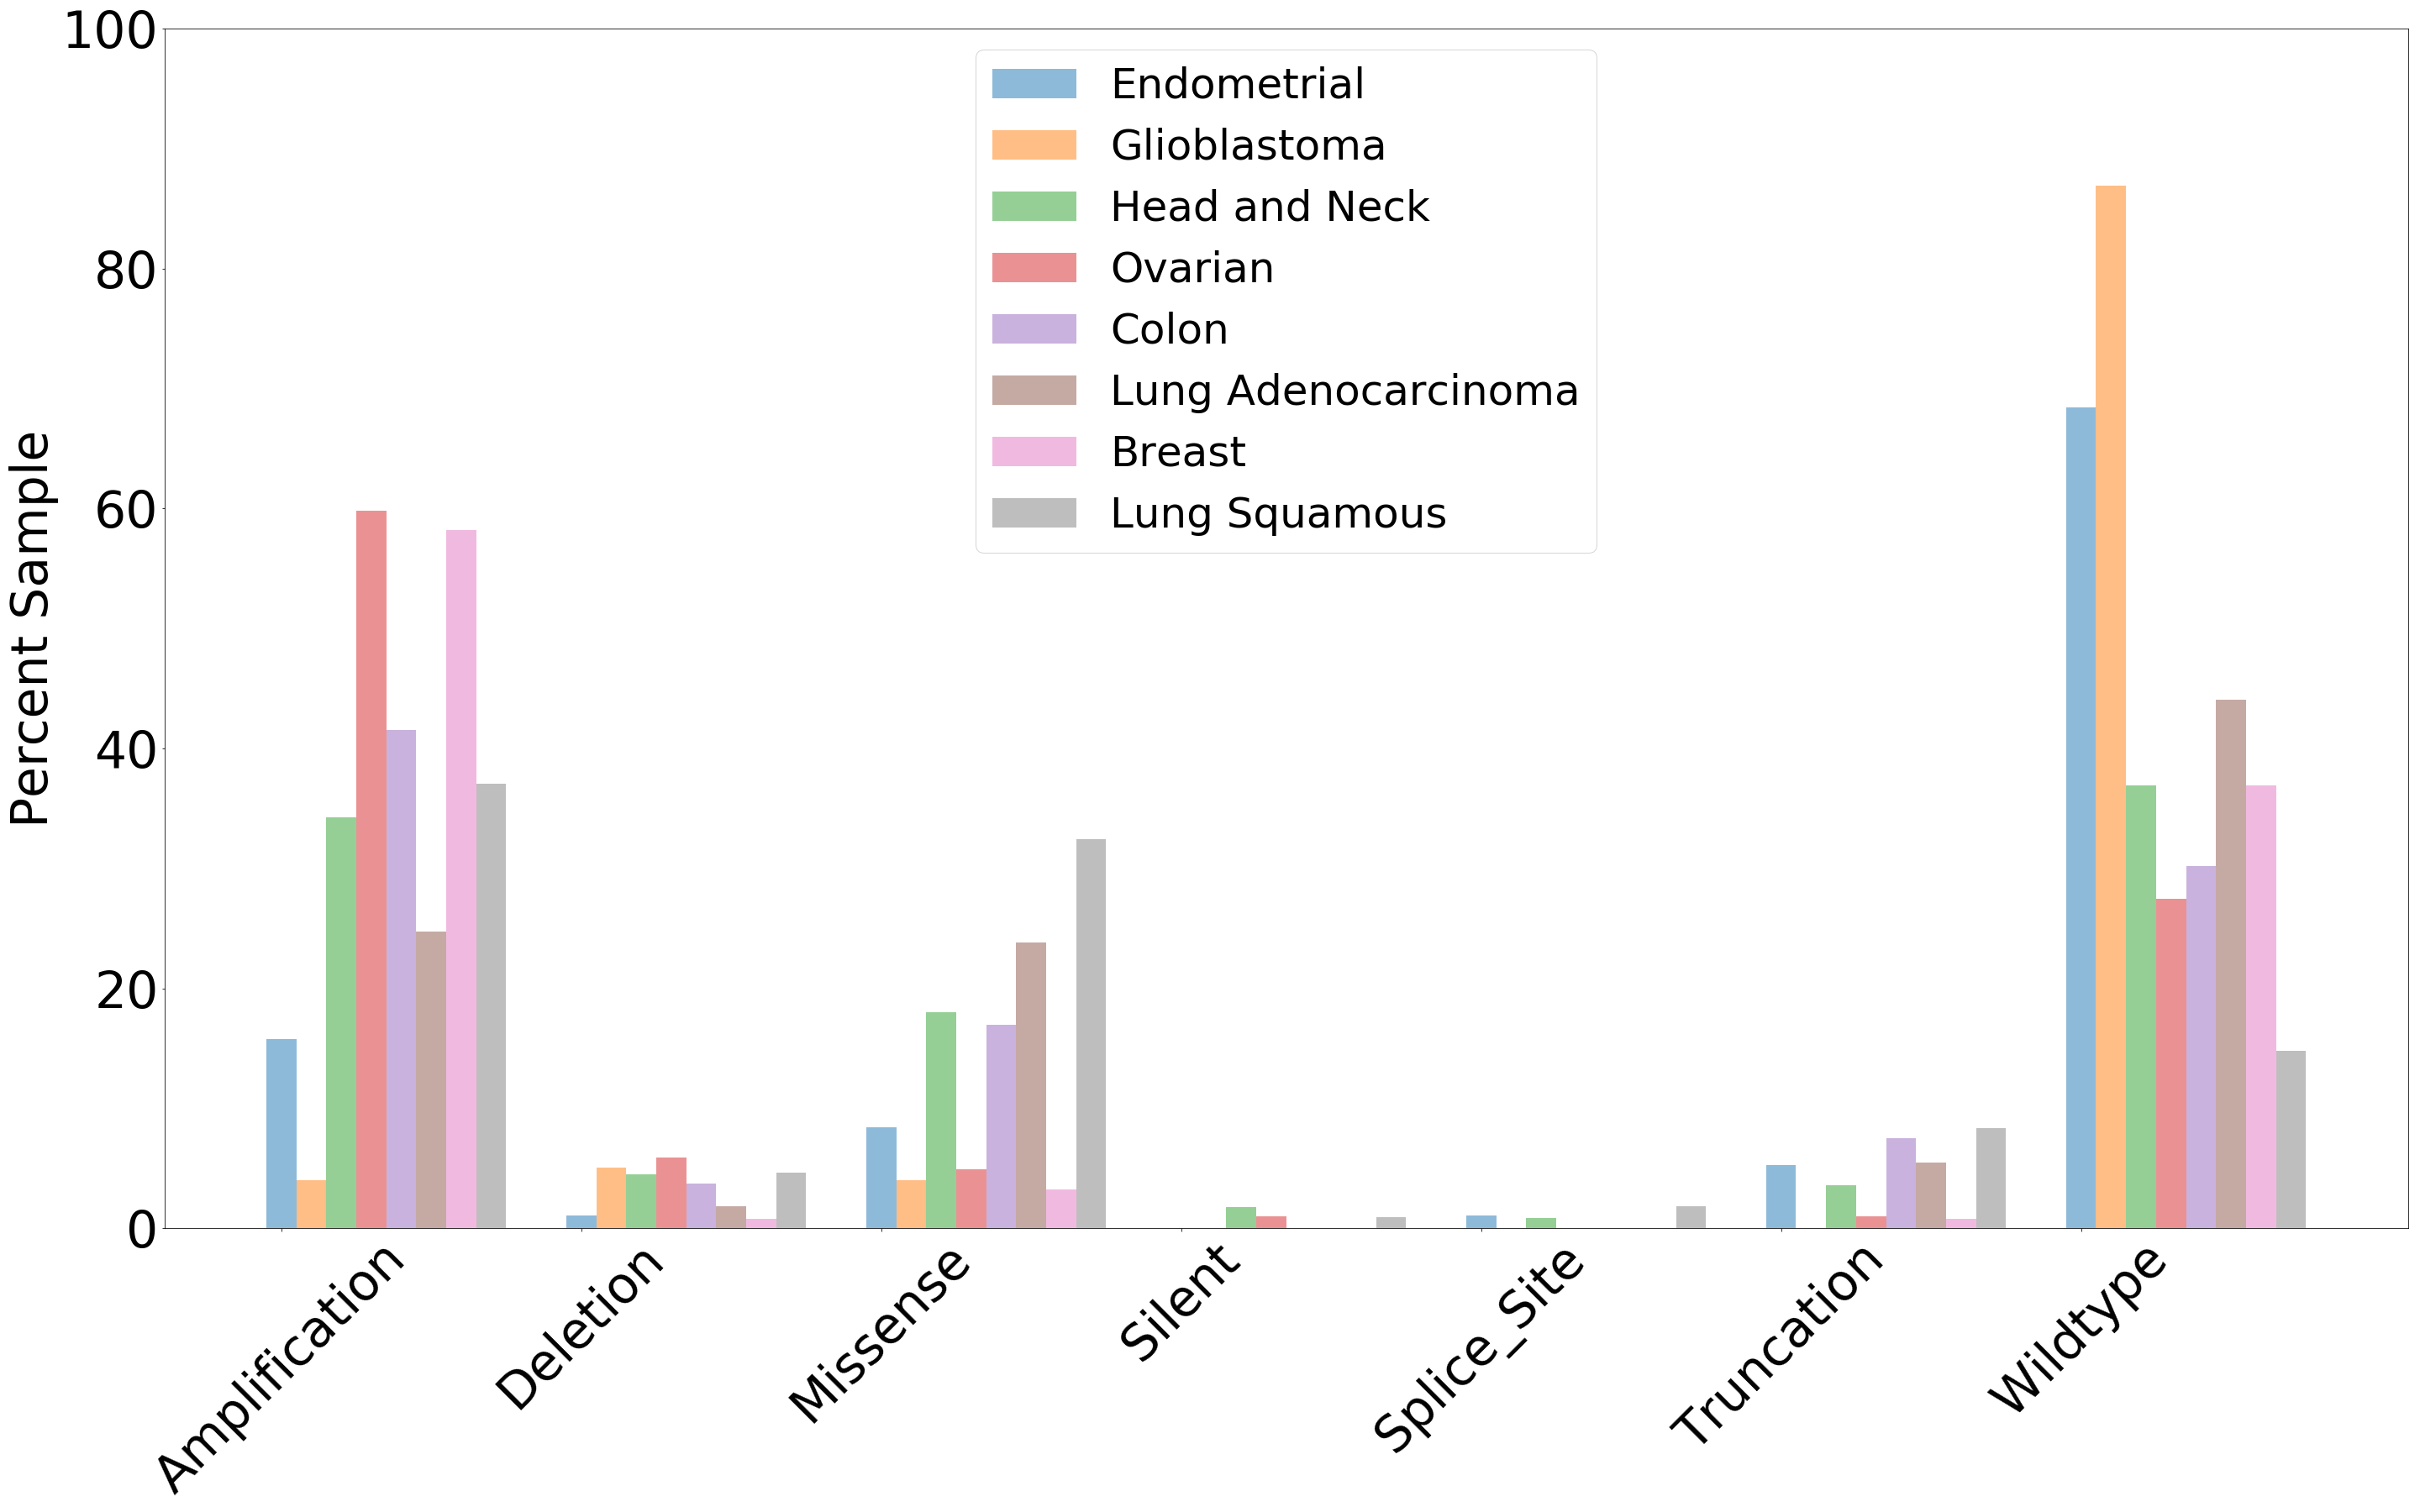 100
80
60
40
20
0
Percent Sample
Endometrial
Glioblastoma
Head and Neck
Ovarian
Colon
Lung Adenocarcinoma
Breast
Lung Squamous
Amplification
Deletion
Missense
Silent
Splice_Site
Truncation
Wildtype